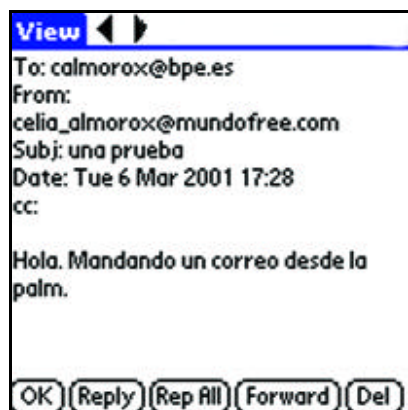 View
To: calmorox@bpe.es
From:
celia_almorox@mundofree.com
Subj: una prueba
Date: Tue 6 Mar 2001 17:28
cc:
Hola. Mandando un correo desde la
palm.
OK Reply Rep All Forward Del